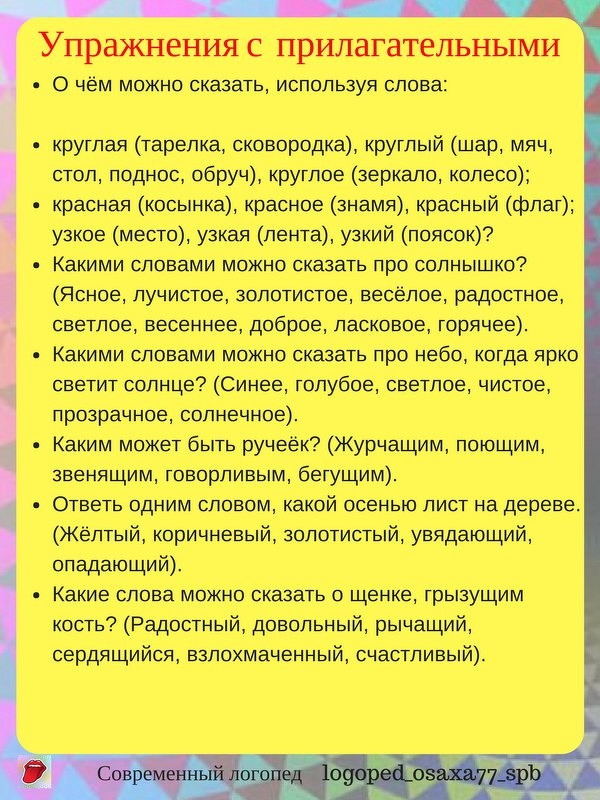 Упражнения с прилагательными
• О чём можно сказать, используя слова:
• круглая (тарелка, сковородка), круглый (шар, мяч,
стол, поднос, обруч), круглое (зеркало, колесо);
• красная (косынка), красное (знамя), красный (флаг);
узкое (место), узкая (лента), узкий (поясок)?
• Какими словами можно сказать про солнышко?
(Ясное, лучистое, золотистое, весёлое, радостное,
светлое, весеннее, доброе, ласковое, горячее).
• Какими словами можно сказать про небо, когда ярко
светит солнце? (Синее, голубое, светлое, чистое,
прозрачное, солнечное).
• Каким может быть ручеёк? (Журчащим, поющим,
звенящим, говорливым, бегущим).
• Ответь одним словом, какой осенью лист на дереве.
(Жёлтый, коричневый, золотистый, увядающий,
опадающий).
• Какие слова можно сказать о щенке, грызущим
кость? (Радостный, довольный, рычащий,
сердящийся, взлохмаченный, счастливый).
Современный логопед logoped_osaxa77_spb